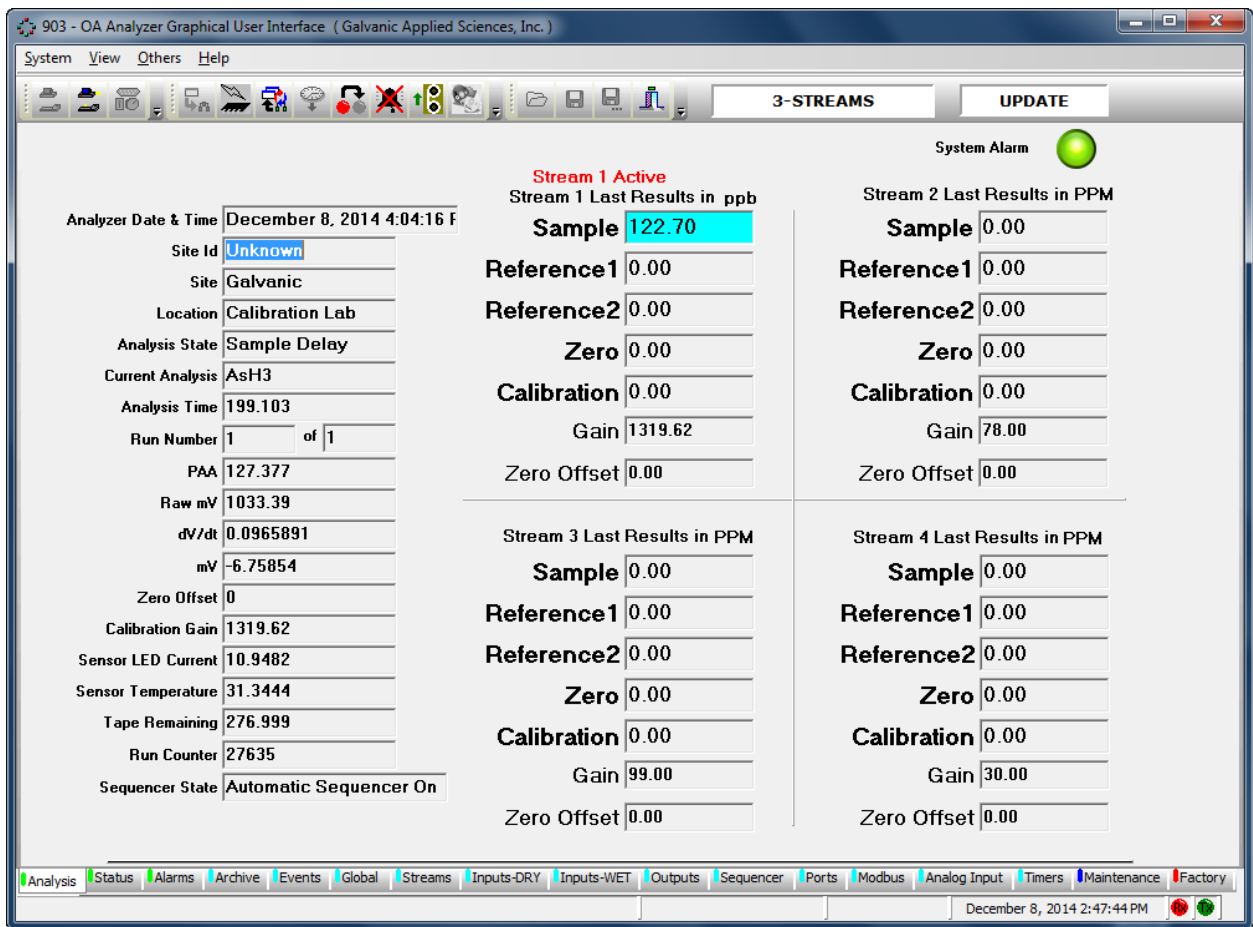 903 - OA Analyzer Graphical User Interface ( Galvanic Applied Sciences, Inc. )
System View Others Help
3-STREAMS UPDATE
System Alarm
Analyzer Date & Time December 8, 2014 4:04:16 P
Site Id Unknown
Site Galvanic
Location Calibration Lab
Analysis State Sample Delay
Current Analysis AsH3
Analysis Time 199.103
Run Number 1 of 1
PAA 127.377
Raw mV 1033.39
dV/dt 0.0965891
mV -6.75854
Zero Offset 0
Calibration Gain 1319.62
Sensor LED Current 10.9482
Sensor Temperature 31.3444
Tape Remaining 276.999
Run Counter 27635
Sequencer State Automatic Sequencer On
Stream 1 Active
Stream 1 Last Results in ppb
Sample 122.70
Reference1 0.00
Reference2 0.00
Zero 0.00
Calibration 0.00
Gain 1319.62
Zero Offset 0.00
Stream 2 Last Results in PPM
Sample 0.00
Reference1 0.00
Reference2 0.00
Zero 0.00
Calibration 0.00
Gain 78.00
Zero Offset 0.00
Stream 3 Last Results in PPM
Sample 0.00
Reference1 0.00
Reference2 0.00
Zero 0.00
Calibration 0.00
Gain 99.00
Zero Offset 0.00
Stream 4 Last Results in PPM
Sample 0.00
Reference1 0.00
Reference2 0.00
Zero 0.00
Calibration 0.00
Gain 30.00
Zero Offset 0.00
Analysis Status Alarms Archive Events Global Streams Inputs-DRY Inputs-WET Outputs Sequencer Ports Modbus Analog Input Timers Maintenance Factory
December 8, 2014 2:47:44 PM Rx Tx